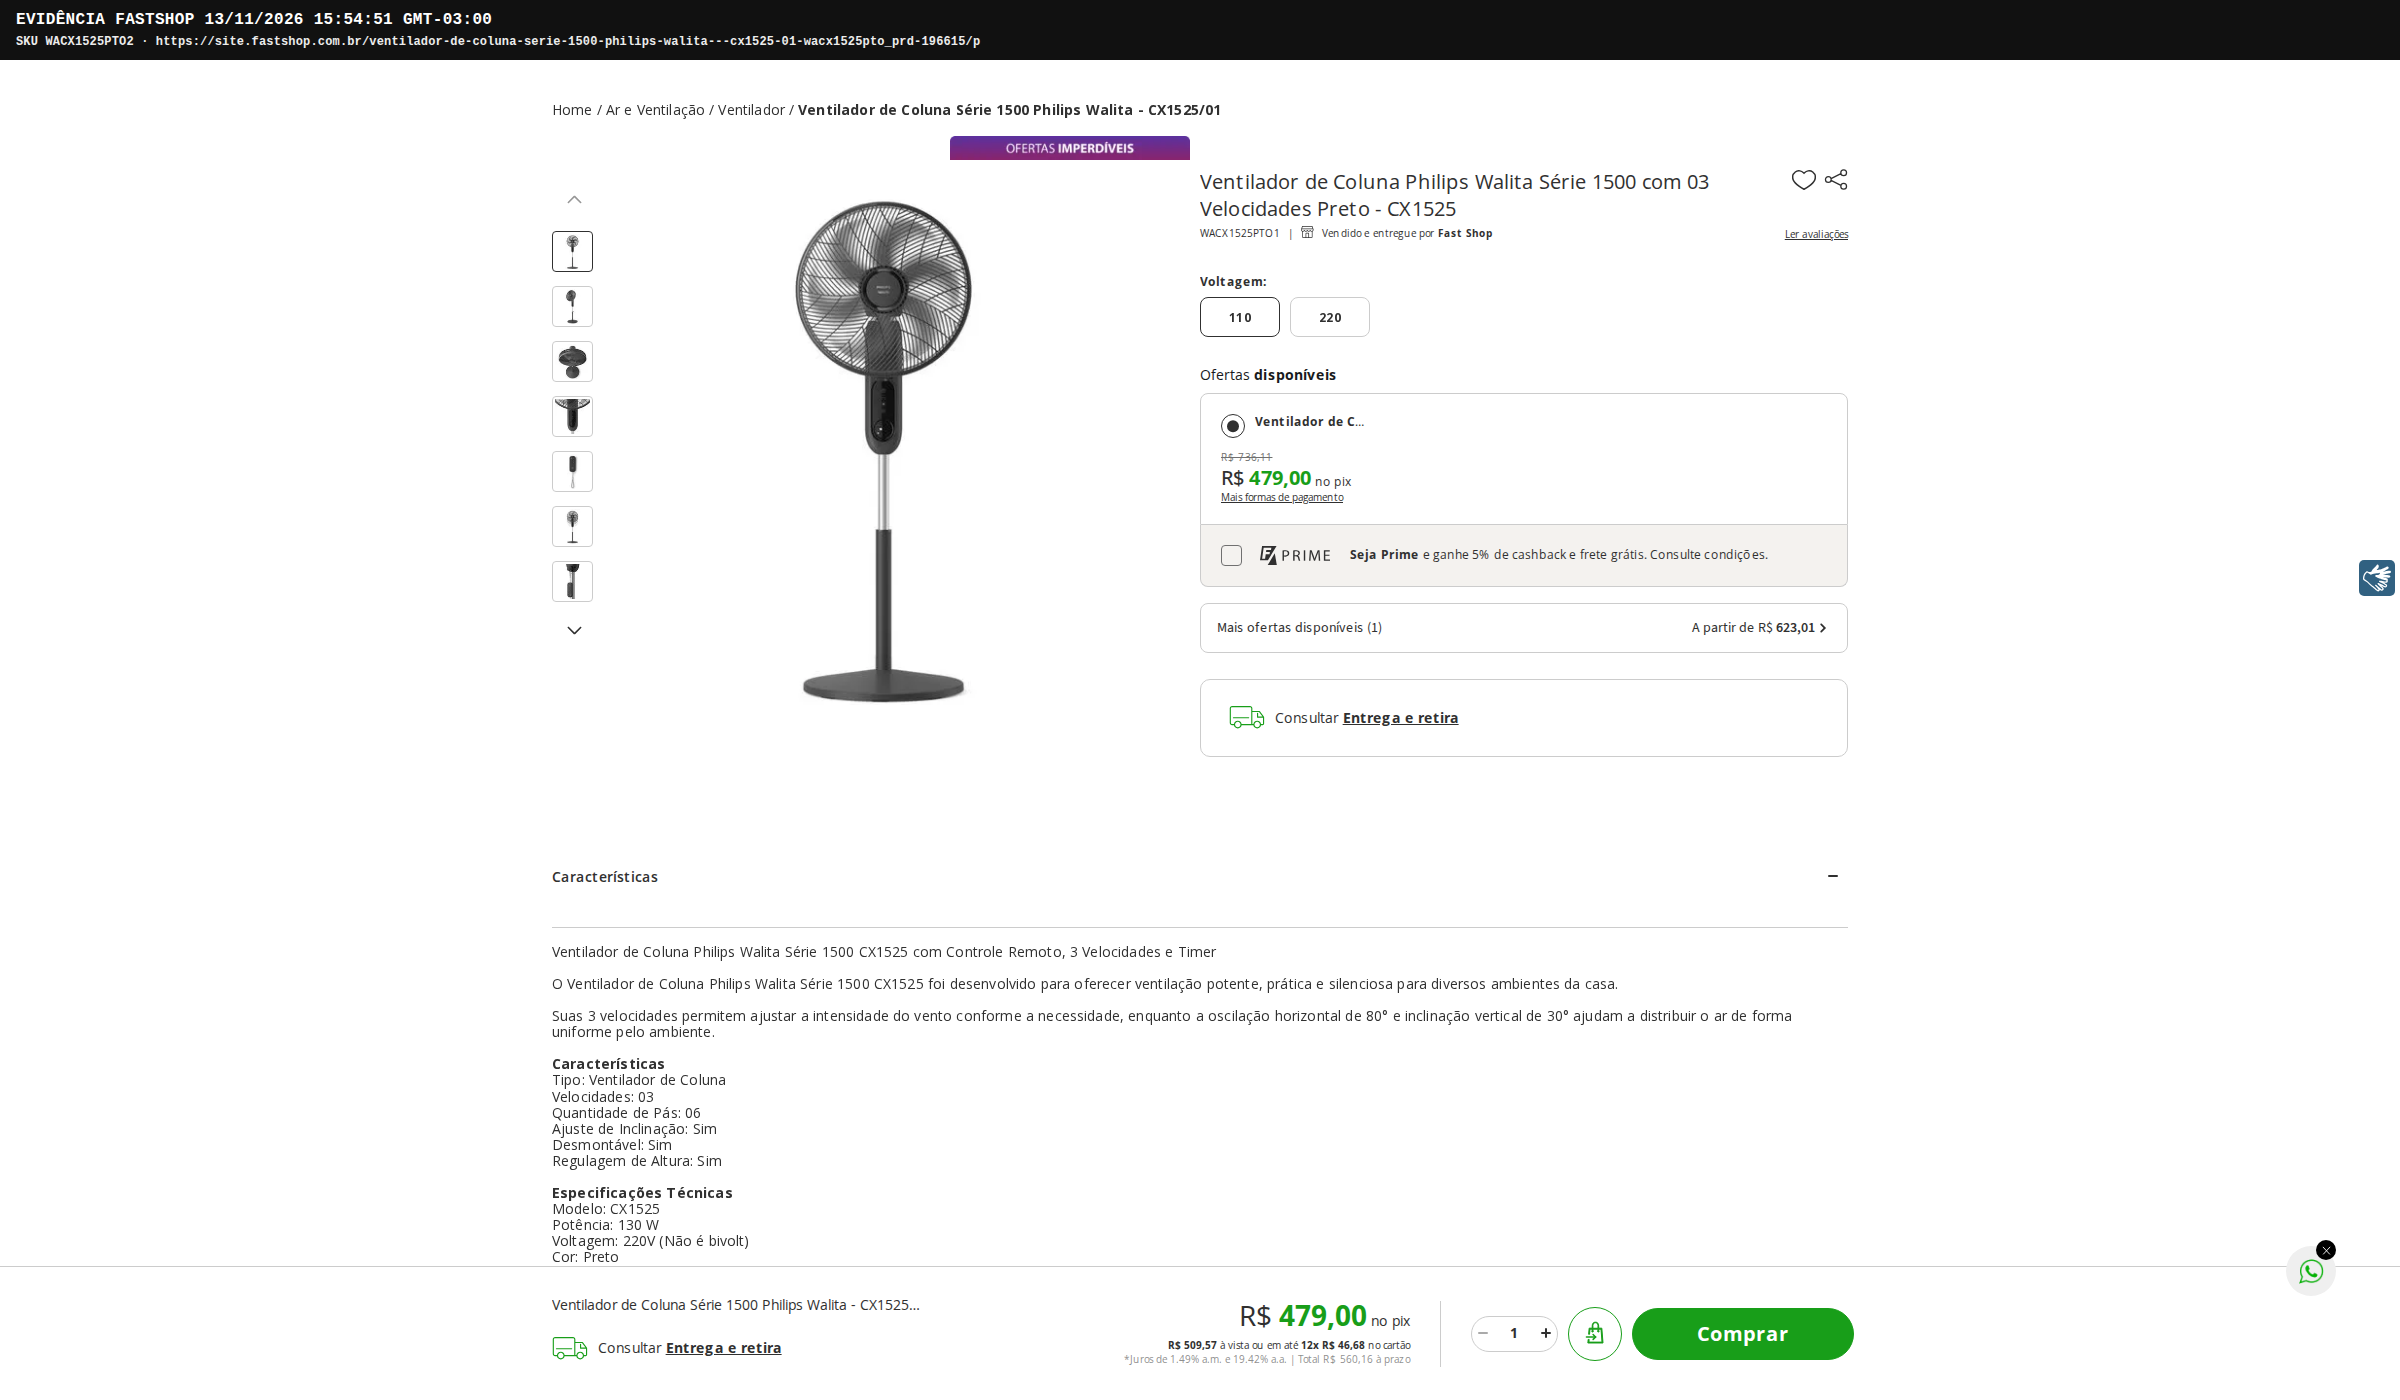 EVIDÊNCIA FASTSHOP 13/11/2026 15:54:51 GMT-03:00
SKU WACX1525PTO2 · https://site.fastshop.com.br/ventilador-de-coluna-serie-1500-philips-walita---cx1525-01-wacx1525pto_prd-196615/p
Home / Ar e Ventilação / Ventilador / Ventilador de Coluna Série 1500 Philips Walita - CX1525/01
OFERTAS IMPERDÍVEIS
Ventilador de Coluna Philips Walita Série 1500 com 03
Velocidades Preto - CX1525
WACX1525PTO1 | Vendido e entregue por Fast Shop
Ler avaliações
Voltagem:
110
220
Ofertas disponíveis
Ventilador de C...
R$ 736,11
R$ 479,00 no pix
Mais formas de pagamento
PRIME Seja Prime e ganhe 5% de cashback e frete grátis. Consulte condições.
Mais ofertas disponíveis (1)
A partir de R$ 623,01
Consultar Entrega e retira
Características
Ventilador de Coluna Philips Walita Série 1500 CX1525 com Controle Remoto, 3 Velocidades e Timer
O Ventilador de Coluna Philips Walita Série 1500 CX1525 foi desenvolvido para oferecer ventilação potente, prática e silenciosa para diversos ambientes da casa.
Suas 3 velocidades permitem ajustar a intensidade do vento conforme a necessidade, enquanto a oscilação horizontal de 80° e inclinação vertical de 30° ajudam a distribuir o ar de forma
uniforme pelo ambiente.
Características
Tipo: Ventilador de Coluna
Velocidades: 03
Quantidade de Pás: 06
Ajuste de Inclinação: Sim
Desmontável: Sim
Regulagem de Altura: Sim
Especificações Técnicas
Modelo: CX1525
Potência: 130 W
Voltagem: 220V (Não é bivolt)
Cor: Preto
Ventilador de Coluna Série 1500 Philips Walita - CX1525...
Consultar Entrega e retira
R$ 479,00 no pix
R$ 509,57 à vista ou em até 12x R$ 46,68 no cartão
*Juros de 1.49% a.m. e 19.42% a.a. | Total R$ 560,16 à prazo
1
Comprar